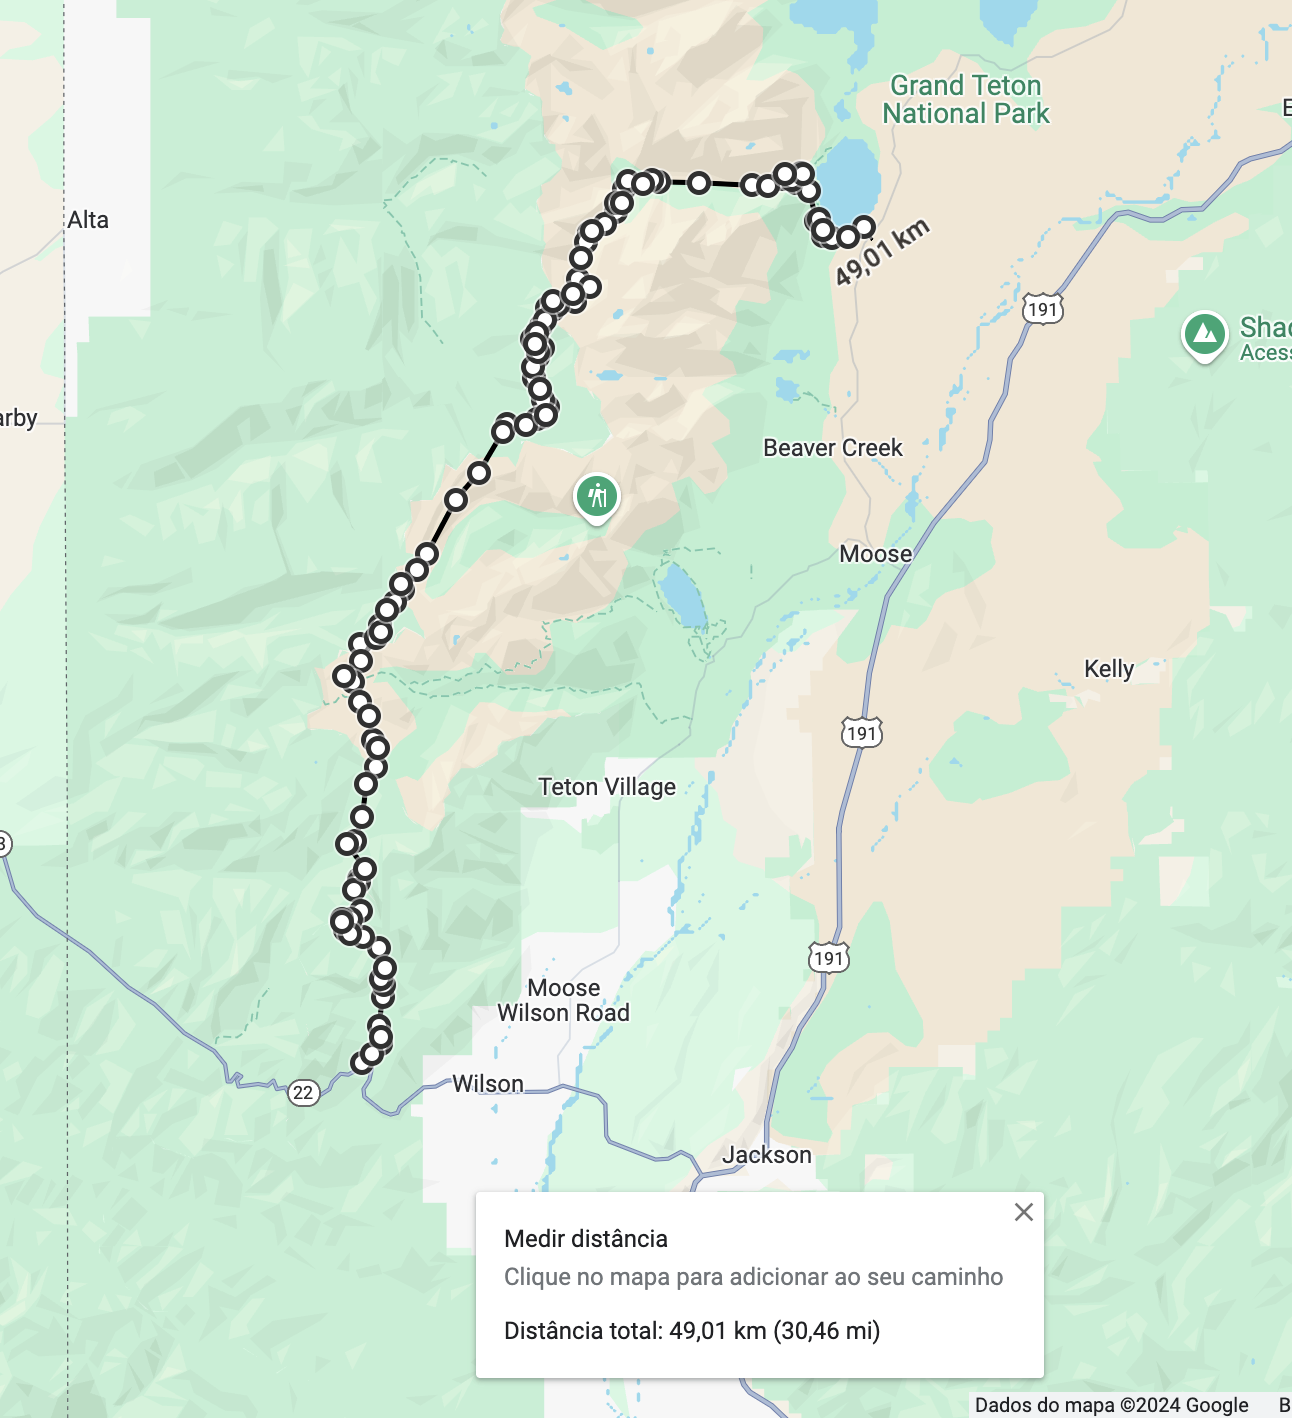 Grand Teton
National Park
Alta
49,01 km
191
Shad
Aces
arby
Beaver Creek
Moose
Kelly
191
Teton Village
3
191
Moose
Wilson Road
22
Wilson
Jackson
Medir distância
Clique no mapa para adicionar ao seu caminho
Distância total: 49,01 km (30,46 mi)
Dados do mapa ©2024 Google